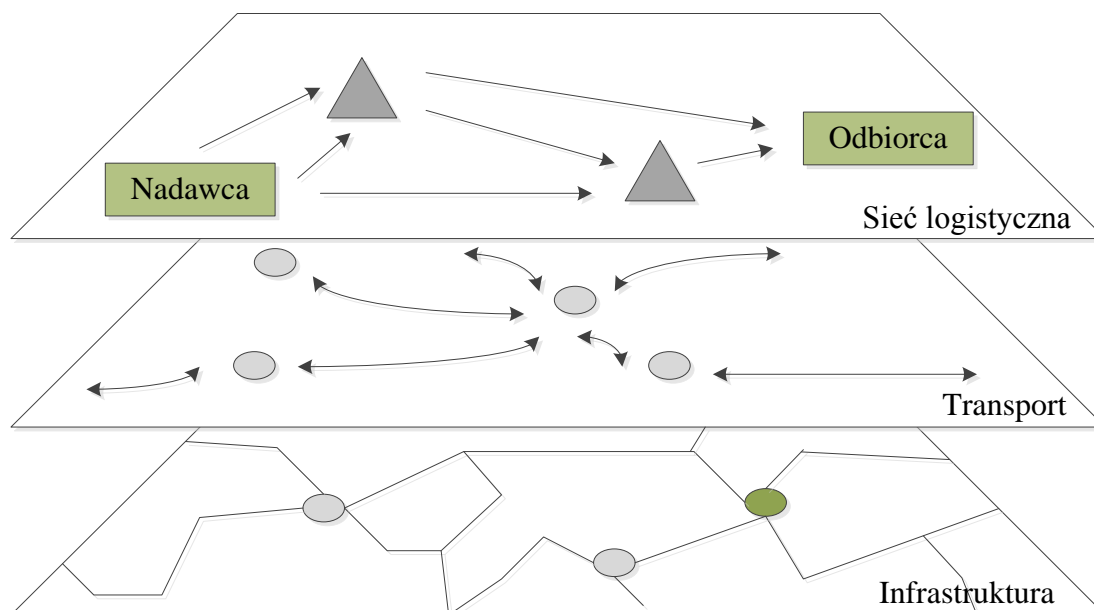 Odbiorca
Nadawca
Sieć logistyczna
Transport
Infrastruktura